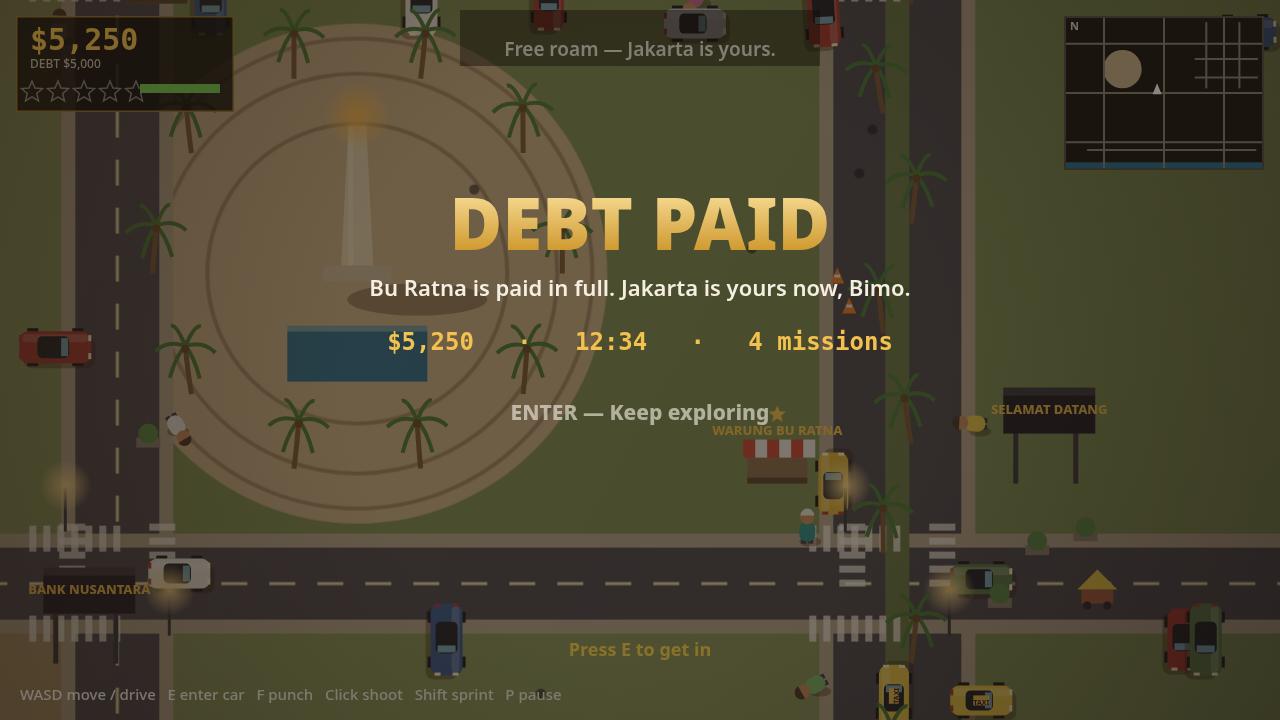 $5,250
DEBT $5,000
Free roam — Jakarta is yours.
N
DEBT PAID
Bu Ratna is paid in full. Jakarta is yours now, Bimo.
$5,250 · 12:34 · 4 missions
ENTER — Keep exploring
WARUNG BU RATNA
SELAMAT DATANG
BANK NUSANTARA
Press E to get in
WASD move / drive E enter car F punch Click shoot Shift sprint P pause
TAXI
TAXI